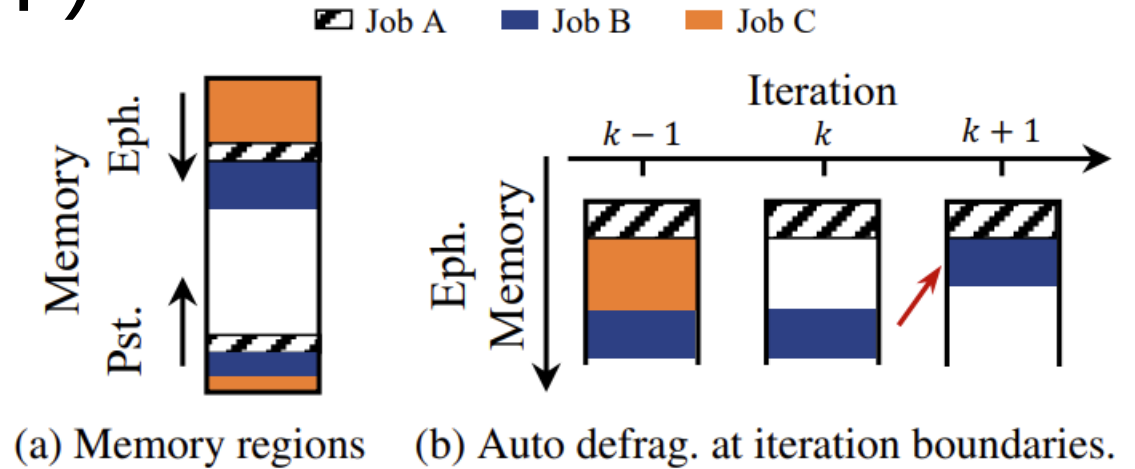 Job A Job B Job C
Memory
Eph.
Pst.
Iteration
k − 1 k k + 1
Eph.
Memory
(a) Memory regions (b) Auto defrag. at iteration boundaries.